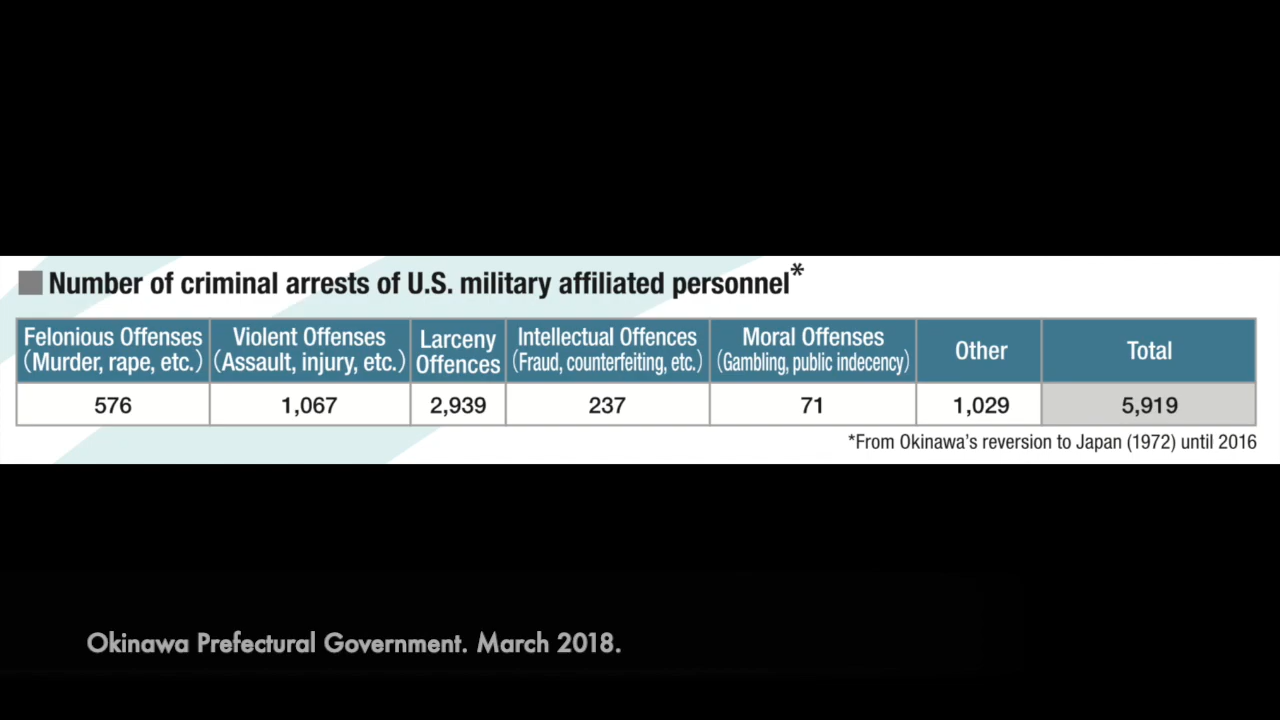 Number of criminal arrests of U.S. military affiliated personnel*
Felonious Offenses
(Murder, rape, etc.)
Violent Offenses
(Assault, injury, etc.)
Larceny
Offences
Intellectual Offences
(Fraud, counterfeiting, etc.)
Moral Offenses
(Gambling, public indecency)
Other
Total
576
1,067
2,939
237
71
1,029
5,919
*From Okinawa's reversion to Japan (1972) until 2016
Okinawa Prefectural Government. March 2018.